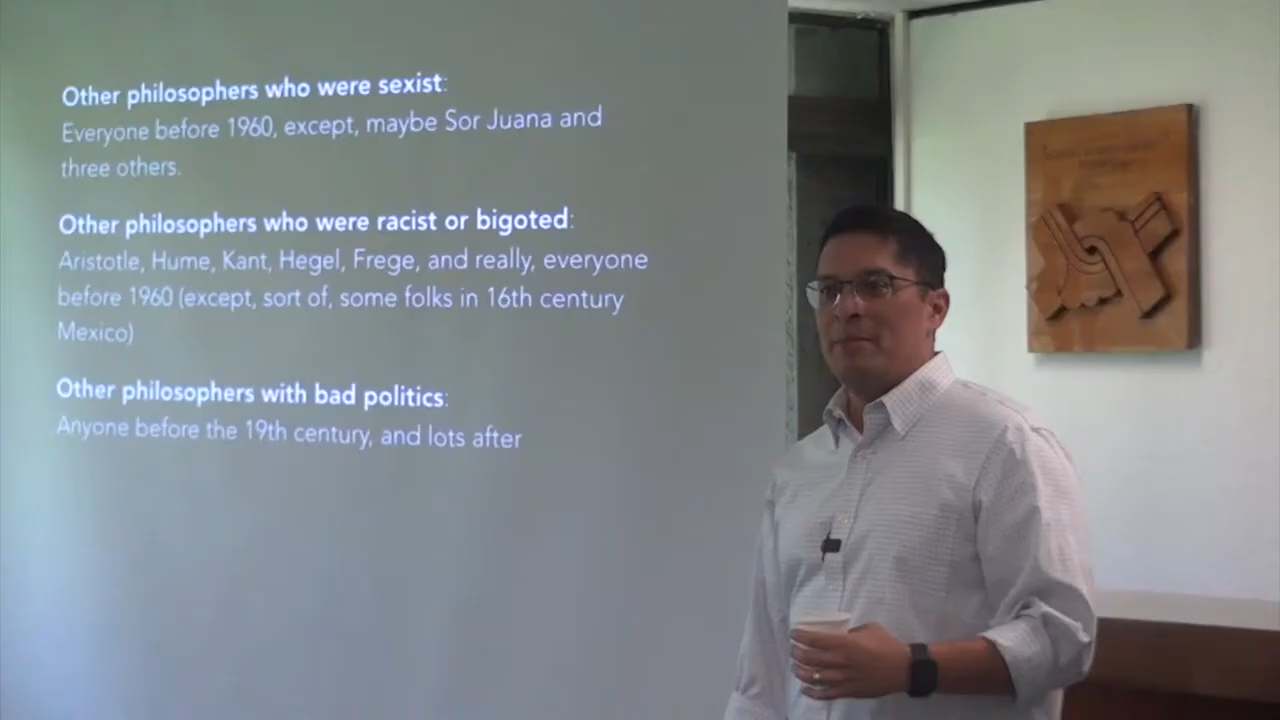 Other philosophers who were sexist:
Everyone before 1960, except, maybe Sor Juana and
three others.
Other philosophers who were racist or bigoted:
Aristotle, Hume, Kant, Hegel, Frege, and really, everyone
before 1960 (except, sort of, some folks in 16th century
Mexico)
Other philosophers with bad politics:
Anyone before the 19th century, and lots after